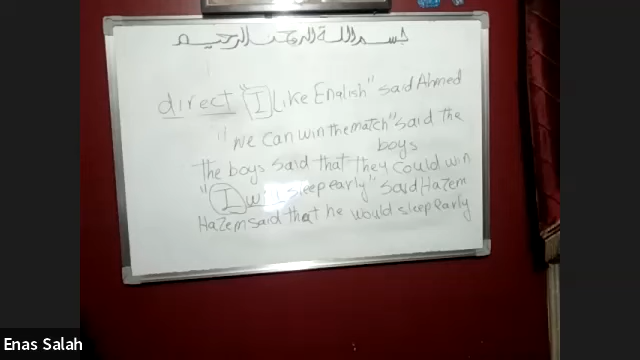 بسم الله الرحمن الرحيم
direct "I Like English" said Ahmed
"we can win the match" said the
boys
The boys said that they could win
"I will sleep early" said Hazem
Hazem said that he would sleep early
Enas Salah